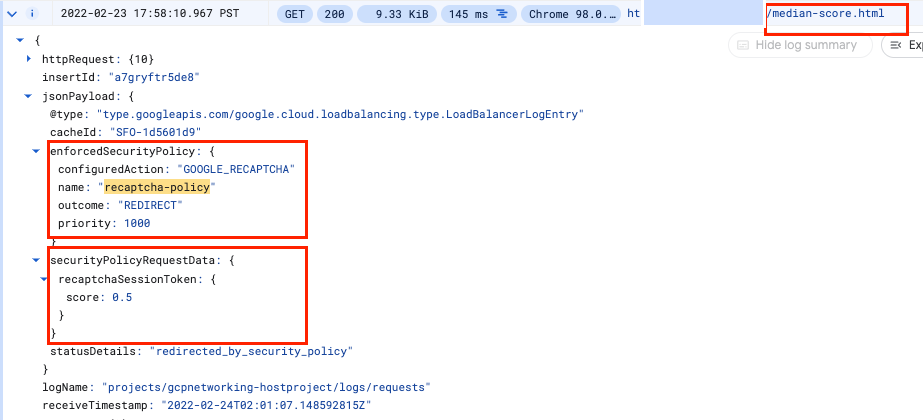 2022-02-23 17:58:10.967 PST GET 200 9.33 KiB 145 ms Chrome 98.0.… ht /median-score.html
Hide log summary Exp
{
httpRequest: {10}
insertId: "a7gryftr5de8"
jsonPayload: {
@type: "type.googleapis.com/google.cloud.loadbalancing.type.LoadBalancerLogEntry"
cacheId: "SFO-1d5601d9"
enforcedSecurityPolicy: {
configuredAction: "GOOGLE_RECAPTCHA"
name: "recaptcha-policy"
outcome: "REDIRECT"
priority: 1000
}
securityPolicyRequestData: {
recaptchaSessionToken: {
score: 0.5
}
}
statusDetails: "redirected_by_security_policy"
}
logName: "projects/gcpnetworking-hostproject/logs/requests"
receiveTimestamp: "2022-02-24T02:01:07.148592815Z"